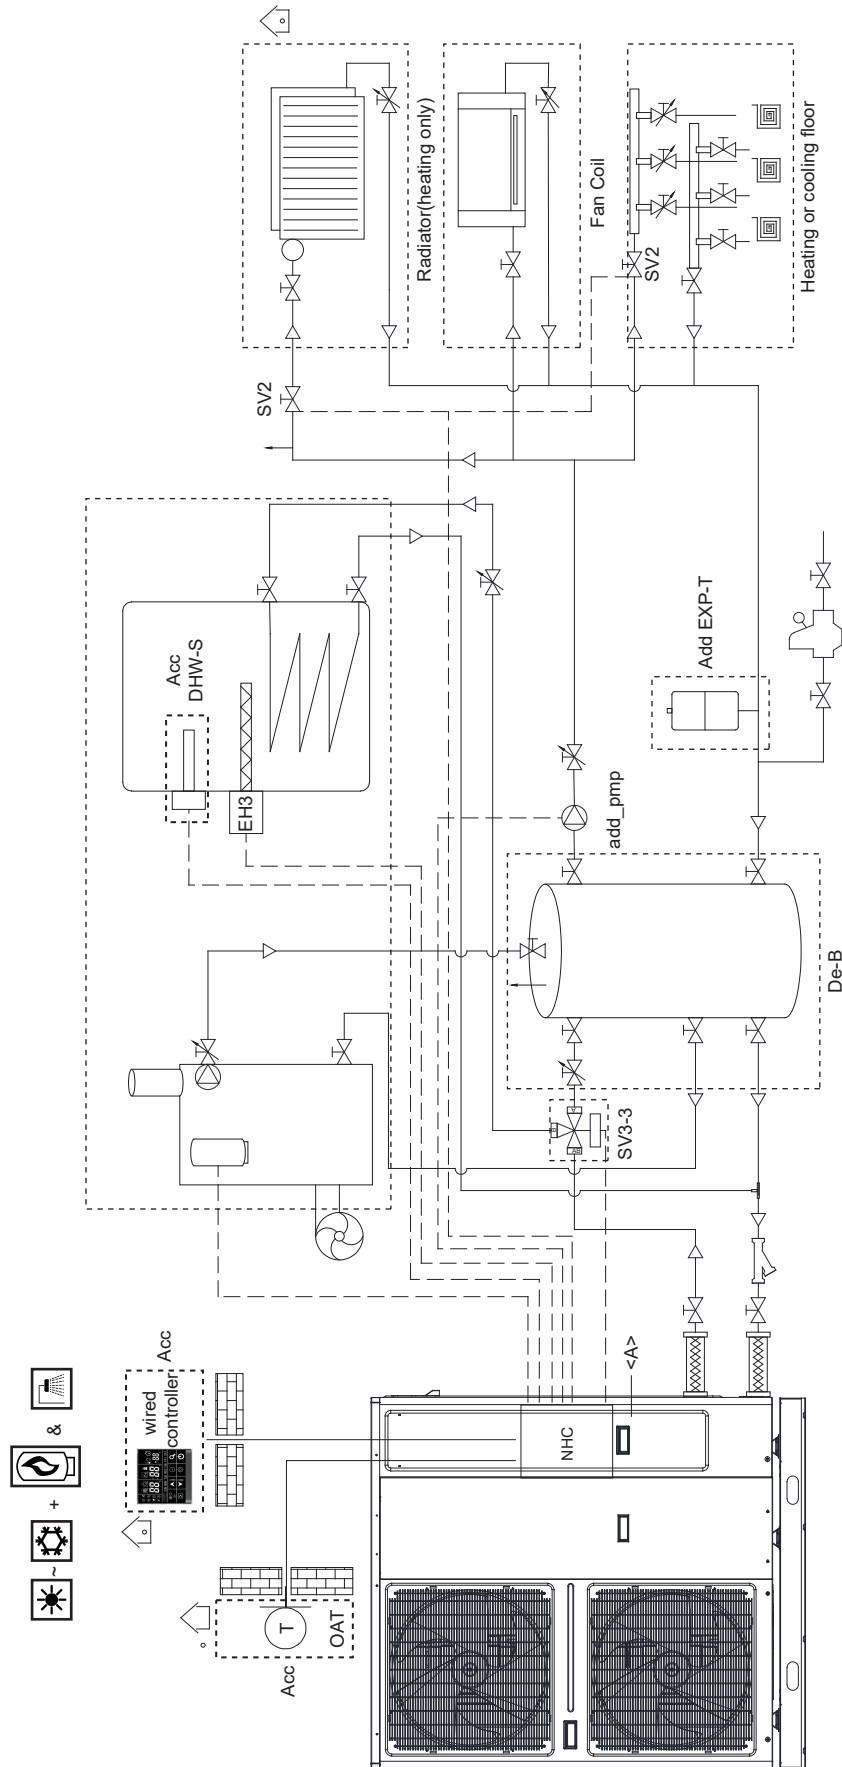 ~ + &
wired
controller
Acc
Acc
DHW-S
EH3
SV2
T
OAT
Acc
Radiator(heating only)
NHC
<A>
B
A
AB
SV3-3
add_pmp
Fan Coil
SV2
Add EXP-T
De-B
Heating or cooling floor